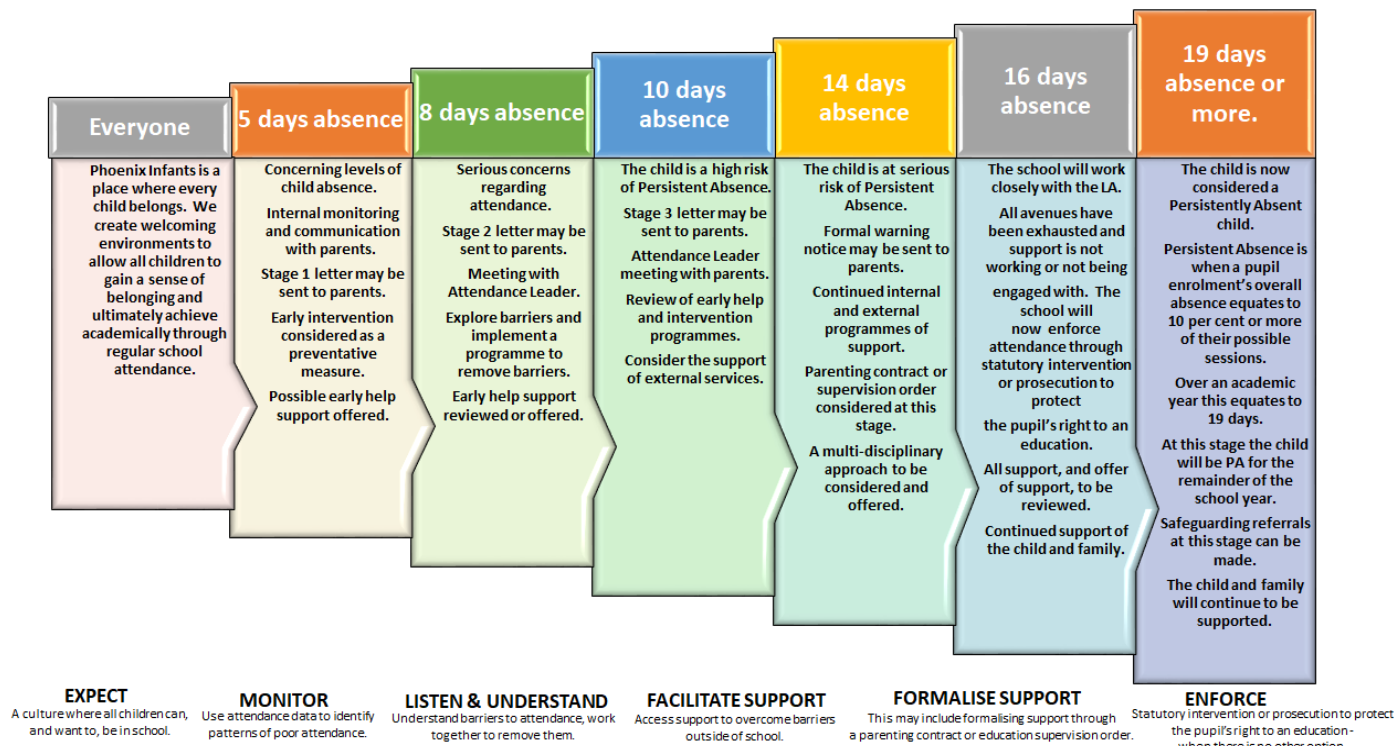 Everyone
Phoenix Infants is a
place where every
child belongs. We
create welcoming
environments to
allow all children to
gain a sense of
belonging and
ultimately achieve
academically through
regular school
attendance.
5 days absence
Concerning levels of
child absence.
Internal monitoring
and communication
with parents.
Stage 1 letter may be
sent to parents.
Early intervention
considered as a
preventative
measure.
Possible early help
support offered.
8 days absence
Serious concerns
regarding
attendance.
Stage 2 letter may be
sent to parents.
Meeting with
Attendance Leader.
Explore barriers and
implement a
programme to
remove barriers.
Early help support
reviewed or offered.
10 days
absence
The child is a high risk
of Persistent Absence.
Stage 3 letter may be
sent to parents.
Attendance Leader
meeting with parents.
Review of early help
and intervention
programmes.
Consider the support
of external services.
14 days
absence
The child is at serious
risk of Persistent
Absence.
Formal warning
notice may be sent to
parents.
Continued internal
and external
programmes of
support.
Parenting contract or
supervision order
considered at this
stage.
A multi-disciplinary
approach to be
considered and
offered.
16 days
absence
The school will work
closely with the LA.
All avenues have
been exhausted and
support is not
working or not being
engaged with. The
school will
now enforce
attendance through
statutory intervention
or prosecution to
protect
the pupil's right to an
education.
All support, and offer
of support, to be
reviewed.
Continued support of
the child and family.
19 days
absence or
more.
The child is now
considered a
Persistently Absent
child.
Persistent Absence is
when a pupil
enrolment's overall
absence equates to
10 per cent or more
of their possible
sessions.
Over an academic
year this equates to
19 days.
At this stage the child
will be PA for the
remainder of the
school year.
Safeguarding referrals
at this stage can be
made.
The child and family
will continue to be
supported.
EXPECT
A culture where all children can,
and want to, be in school.
MONITOR
Use attendance data to identify
patterns of poor attendance.
LISTEN & UNDERSTAND
Understand barriers to attendance, work
together to remove them.
FACILITATE SUPPORT
Access support to overcome barriers
outside of school.
FORMALISE SUPPORT
This may include formalising support through
a parenting contract or education supervision order.
ENFORCE
Statutory intervention or prosecution to protect
the pupil's right to an education -
when there is no other option